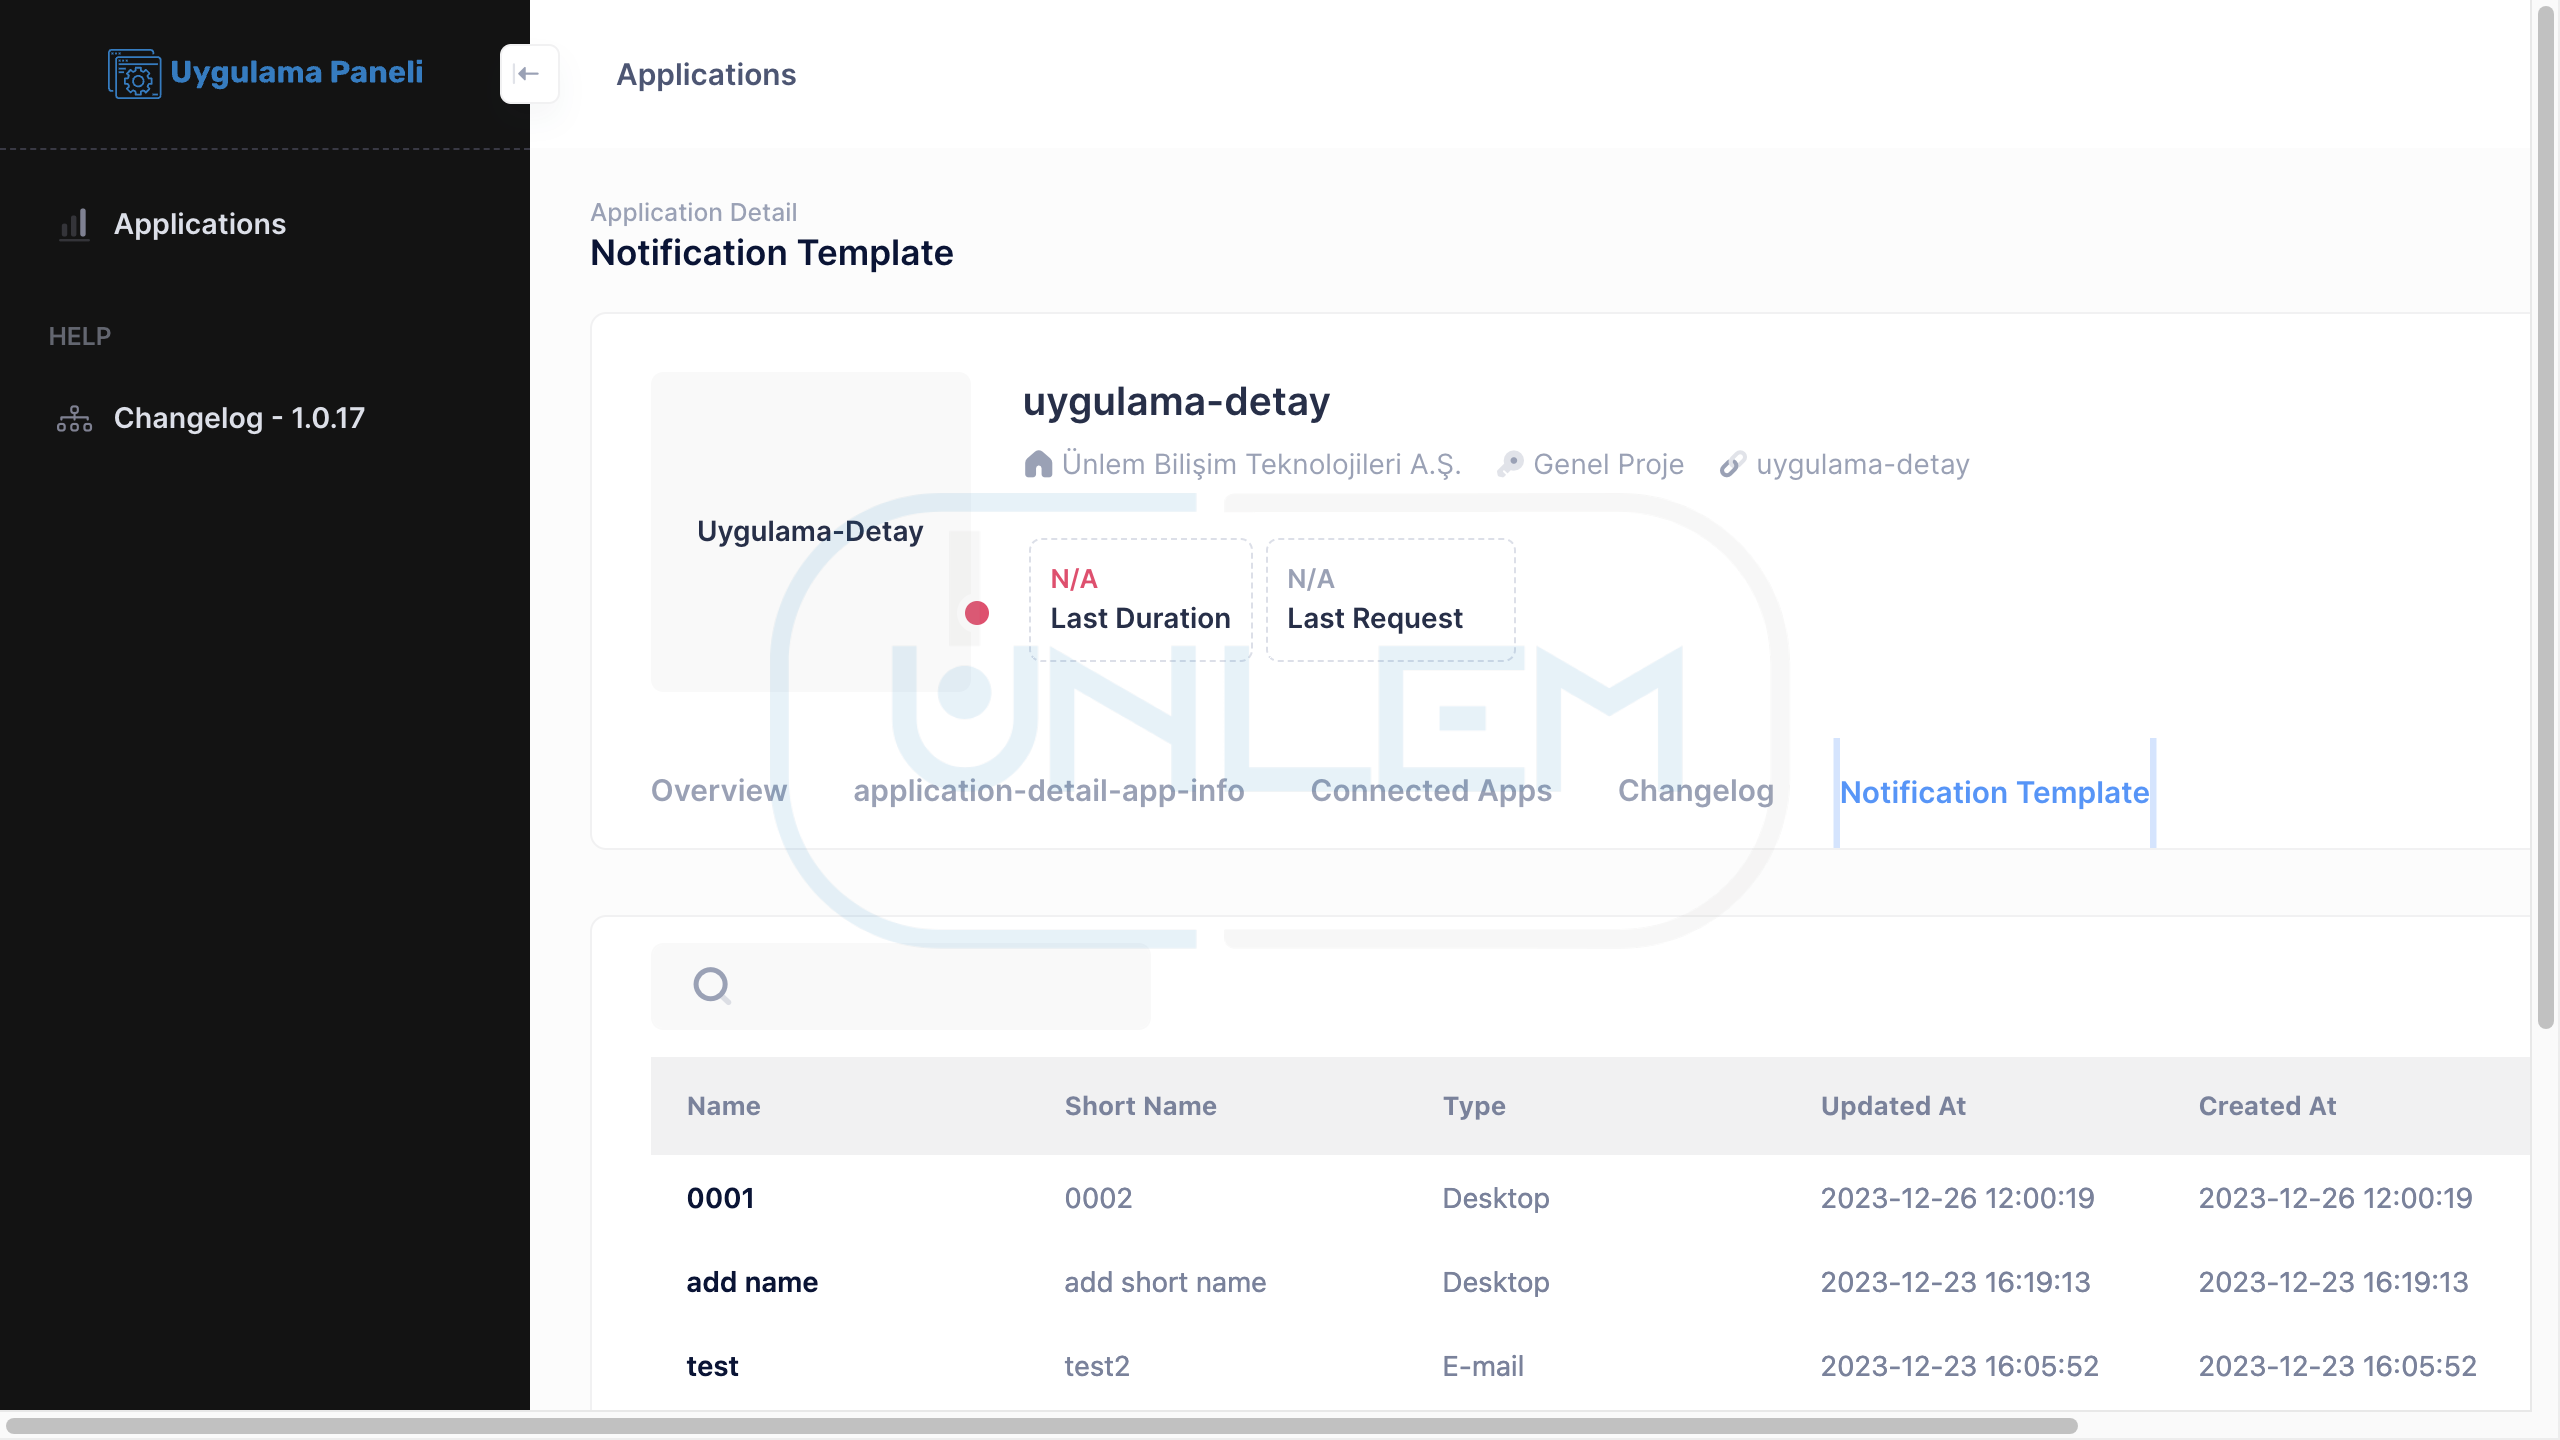 Uygulama Paneli
Applications
HELP
Changelog - 1.0.17
Applications
Application Detail
Notification Template
Uygulama-Detay
uygulama-detay
Ünlem Bilişim Teknolojileri A.Ş. Genel Proje uygulama-detay
N/A
Last Duration
N/A
Last Request
UNLEM
Overview application-detail-app-info Connected Apps Changelog Notification Template
Name Short Name Type Updated At Created At
0001 0002 Desktop 2023-12-26 12:00:19 2023-12-26 12:00:19
add name add short name Desktop 2023-12-23 16:19:13 2023-12-23 16:19:13
test test2 E-mail 2023-12-23 16:05:52 2023-12-23 16:05:52